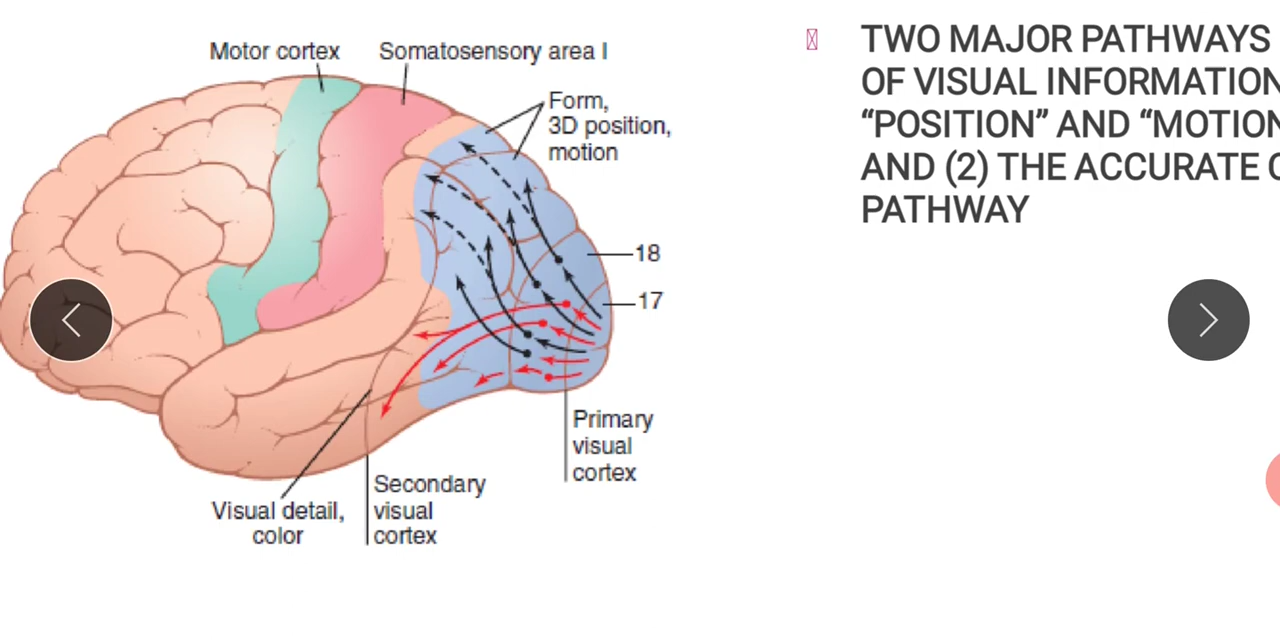 Motor cortex
Somatosensory area I
Form,
3D position,
motion
18
17
Primary
visual
cortex
Secondary
visual
cortex
Visual detail,
color
TWO MAJOR PATHWAYS
OF VISUAL INFORMATION
“POSITION” AND “MOTION
AND (2) THE ACCURATE
PATHWAY